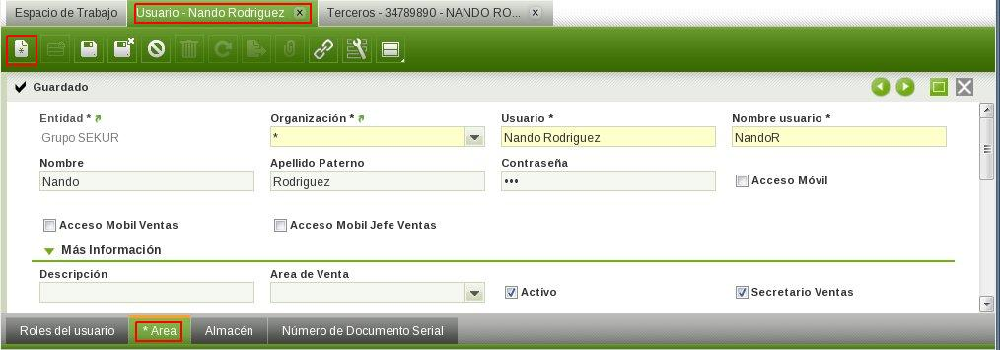 Espacio de Trabajo Usuario - Nando Rodriguez x Terceros - 34789890 - NANDO RO... x
Guardado
Entidad * Organización * Usuario * Nombre usuario *
Grupo SEKUR * Nando Rodriguez NandoR
Nombre Apellido Paterno Contraseña
Nando Rodriguez ••• Acceso Móvil
Acceso Mobil Ventas Acceso Mobil Jefe Ventas
Más Información
Descripción Area de Venta
Activo Secretario Ventas
Roles del usuario * Area Almacén Número de Documento Serial